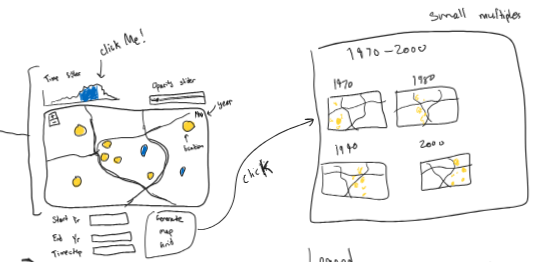 Small multiples
click Me!
1970-2000
Time slider
Opacity slider
1970
1980
year
location
1990
2000
click
Start Yr
End Yr
Timestep
Generate
map
Grid
Legend